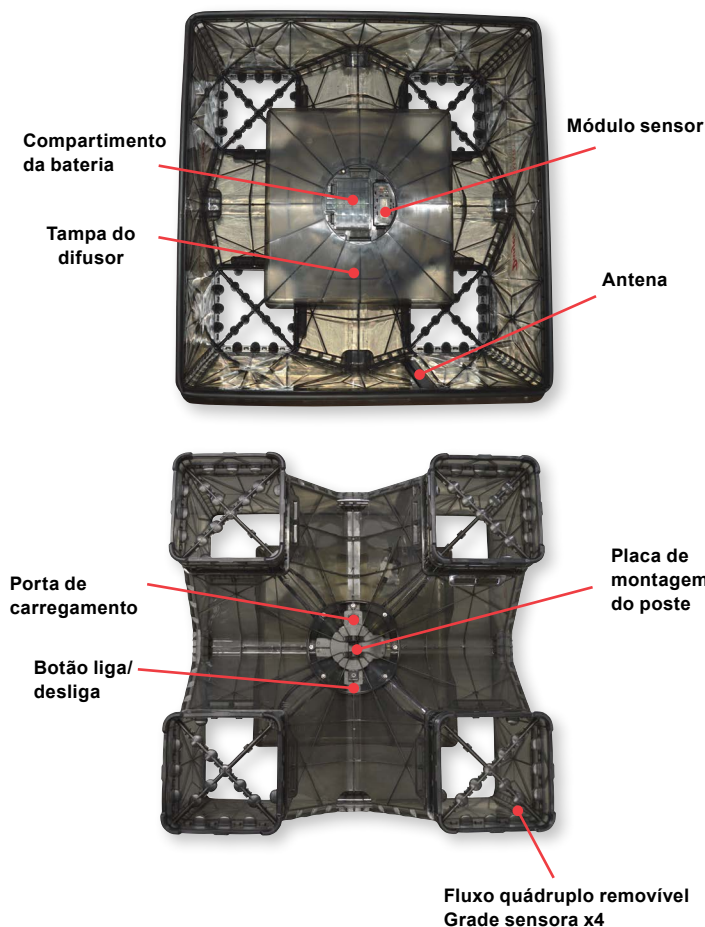 Compartimento
da bateria
Módulo sensor
Tampa do
difusor
Antena
Porta de
carregamento
Placa de
montagem
do poste
Botão liga/
desliga
Fluxo quádruplo removível
Grade sensora x4